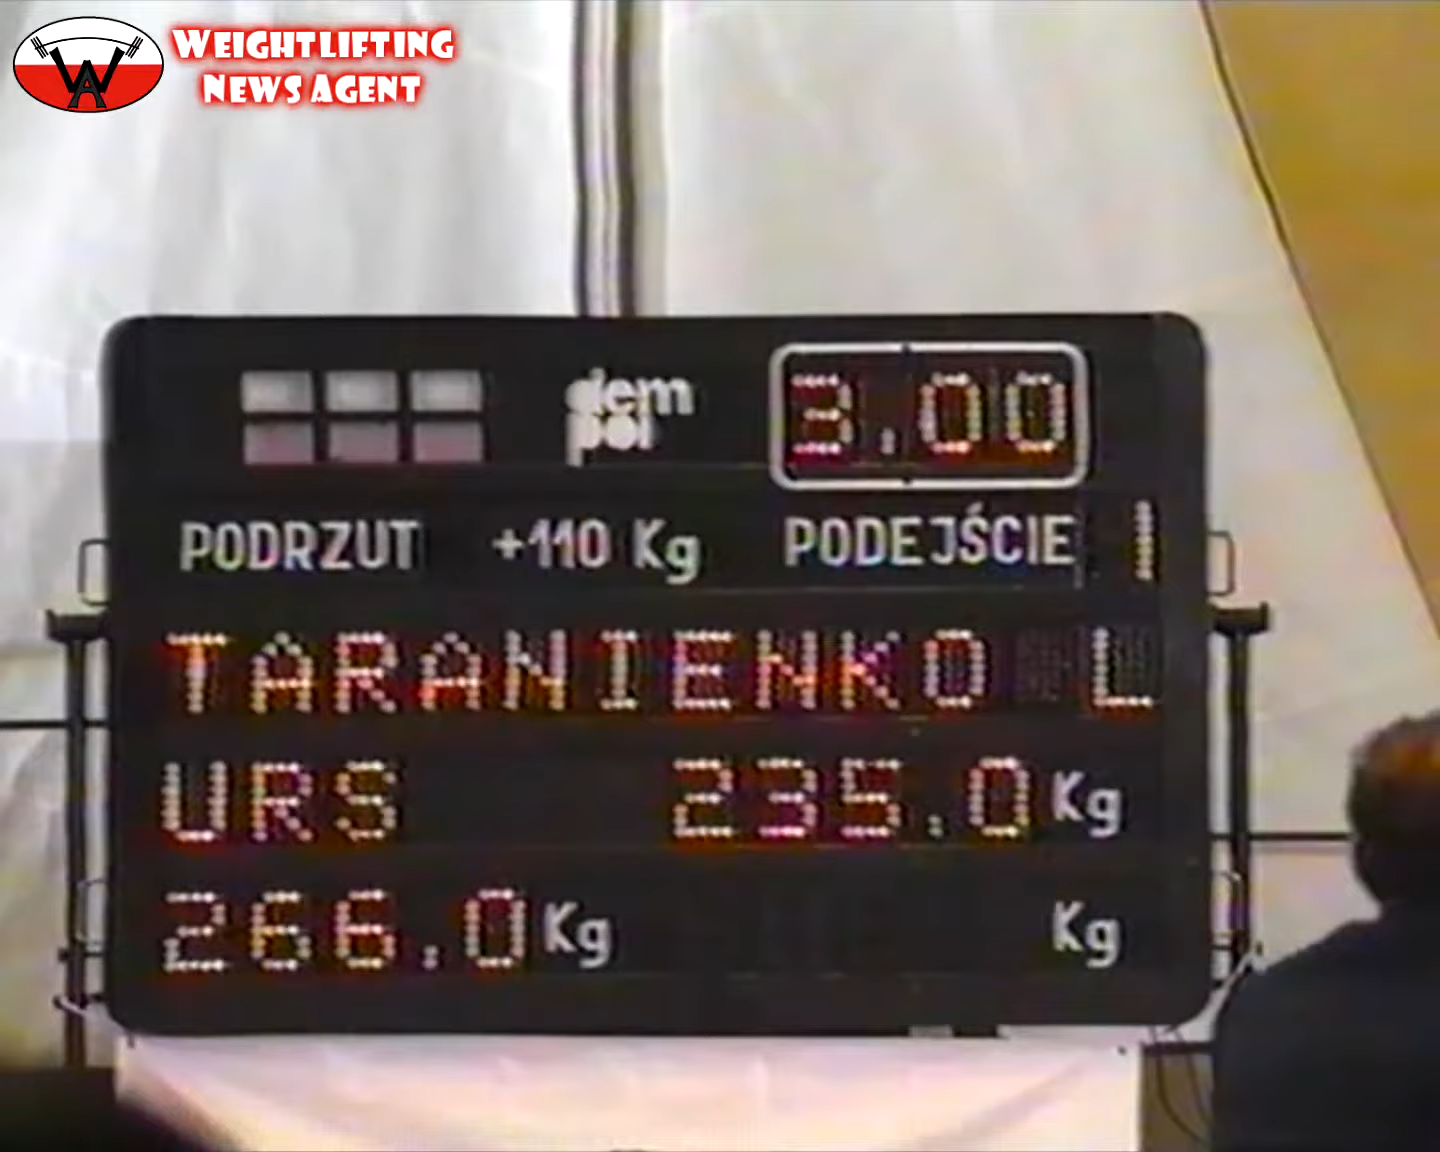 WEIGHTLIFTING
NEWS AGENT
WA
dem 3.00
pol
PODRZUT +110 Kg PODEJŚCIE 1
TARANIENKO L
URS 235.0 Kg
266.0 Kg Kg